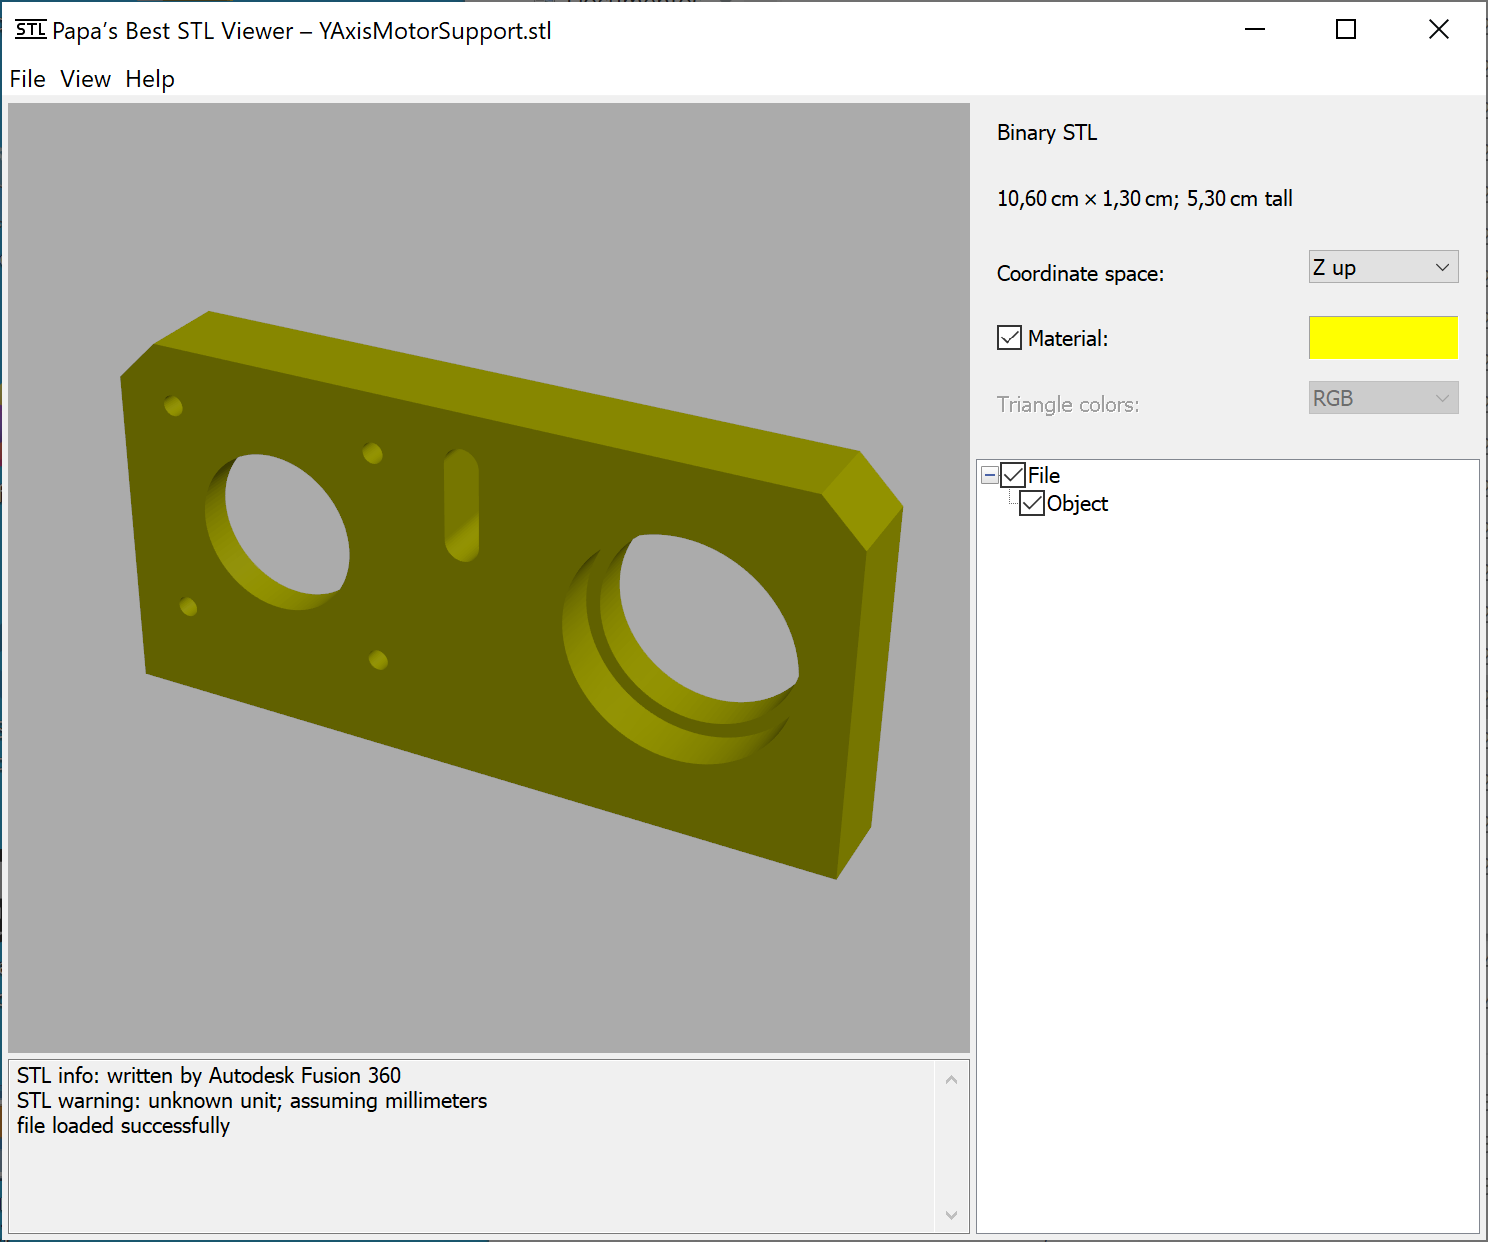 STL Papa’s Best STL Viewer – YAxisMotorSupport.stl
File View Help
Binary STL
10,60 cm × 1,30 cm; 5,30 cm tall
Coordinate space: Z up
Material:
Triangle colors: RGB
File
Object
STL info: written by Autodesk Fusion 360
STL warning: unknown unit; assuming millimeters
file loaded successfully